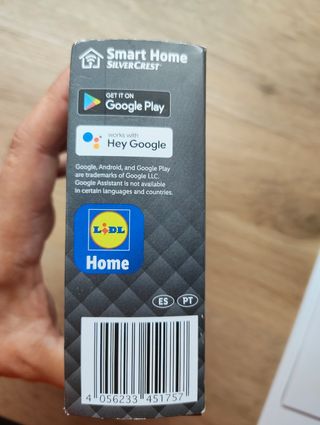 Smart Home
SILVERCREST
GET IT ON
Google Play
works with
Hey Google
Google, Android, and Google Play
are trademarks of Google LLC.
Google Assistant is not available
in certain languages and countries.
LIDL
Home
ES PT
4 056233 451757